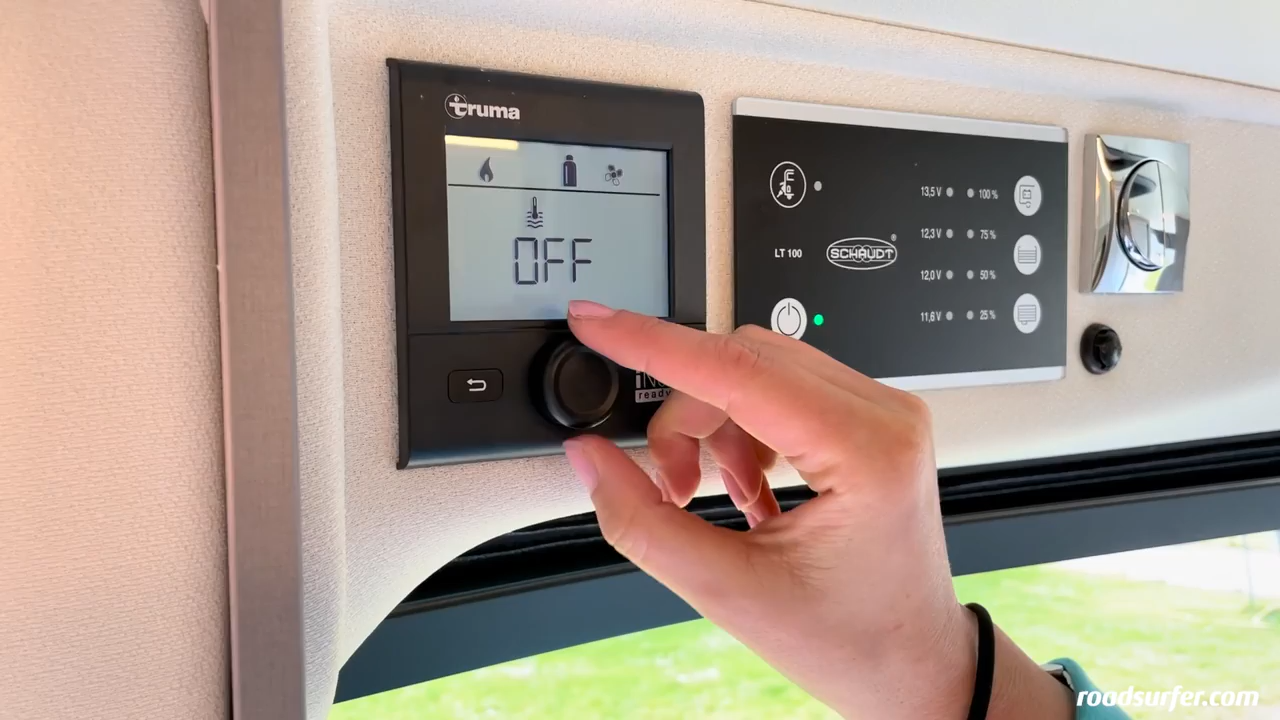 truma
OFF
ready
LT 100
SCHAUDT®
13,5 V 100 %
12,3 V 75 %
12,0 V 50 %
11,6 V 25 %
roadsurfer.com